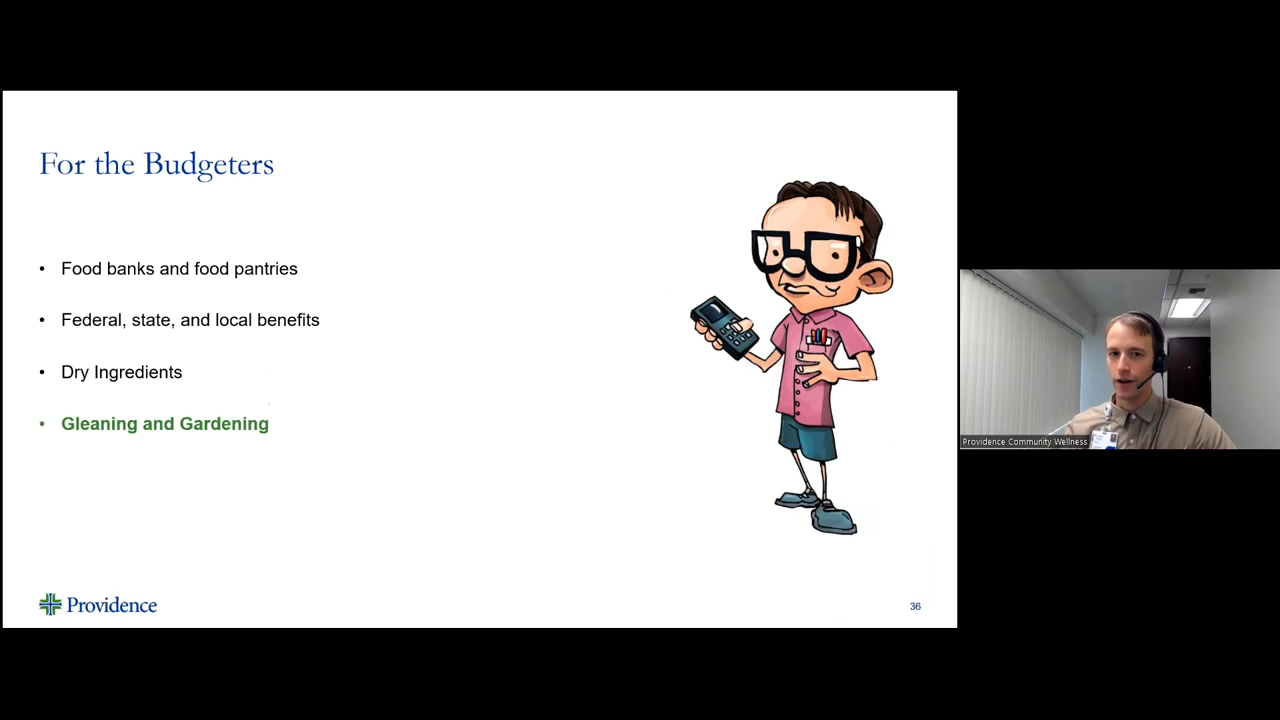 For the Budgeters
• Food banks and food pantries
• Federal, state, and local benefits
• Dry Ingredients
• Gleaning and Gardening
Providence
36
Providence Community Wellness